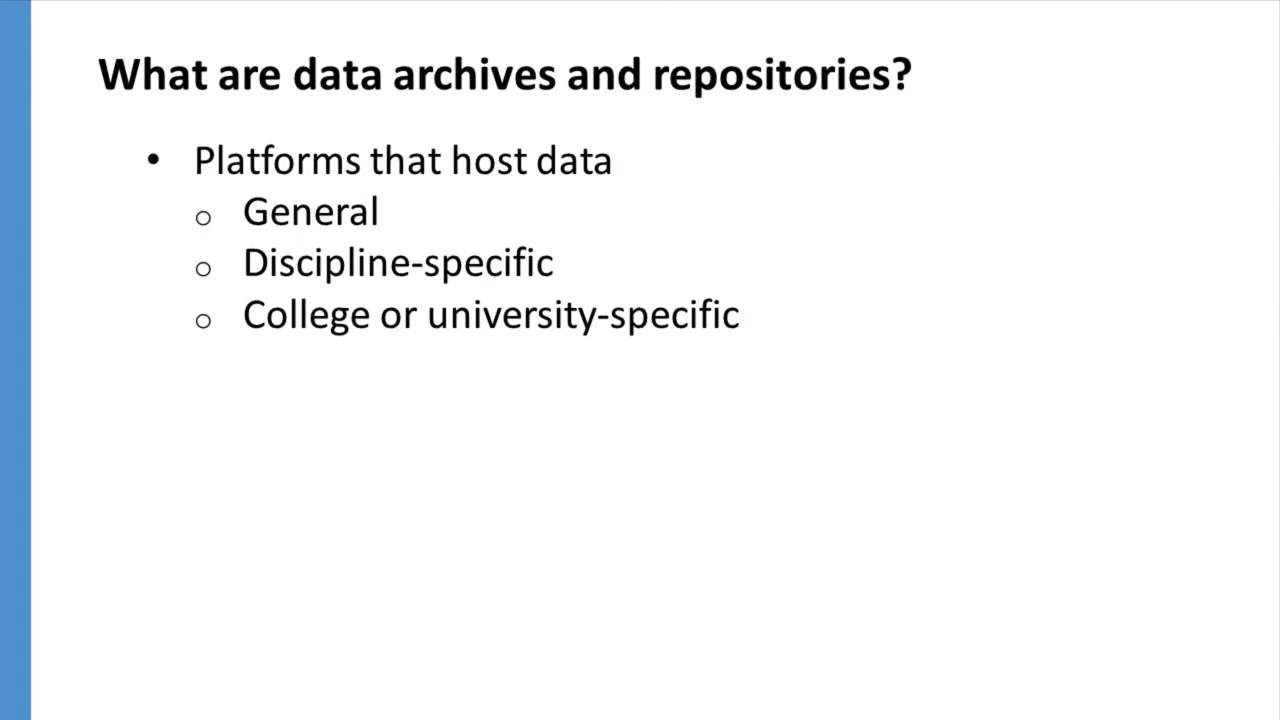 What are data archives and repositories?
• Platforms that host data
o General
o Discipline-specific
o College or university-specific